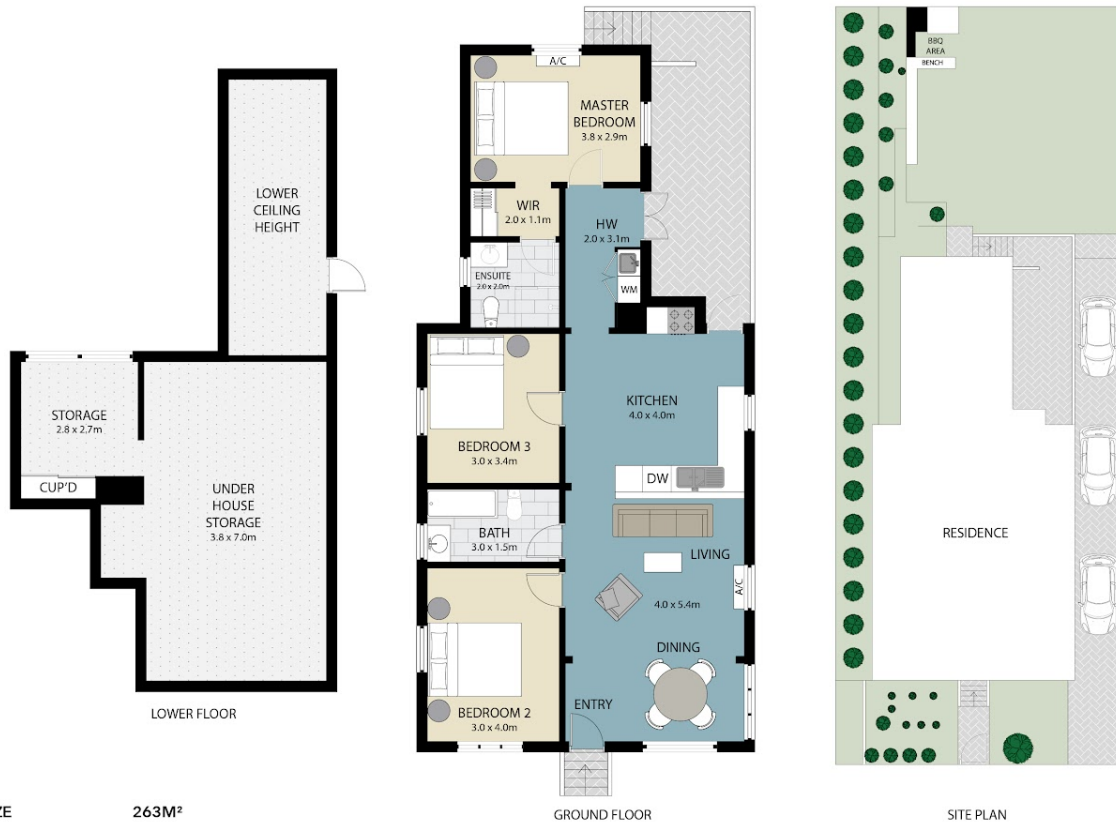 LOWER
CEILING
HEIGHT
STORAGE
2.8 x 2.7m
CUP'D
UNDER
HOUSE
STORAGE
3.8 x 7.0m
LOWER FLOOR
ZE 263M²
A/C
MASTER
BEDROOM
3.8 x 2.9m
WIR
2.0 x 1.1m
HW
2.0 x 3.1m
ENSUITE
2.0 x 2.0m
WM
KITCHEN
4.0 x 4.0m
BEDROOM 3
3.0 x 3.4m
DW
BATH
3.0 x 1.5m
LIVING
A/C
4.0 x 5.4m
DINING
ENTRY
BEDROOM 2
3.0 x 4.0m
GROUND FLOOR
BBQ
AREA
BENCH
RESIDENCE
SITE PLAN